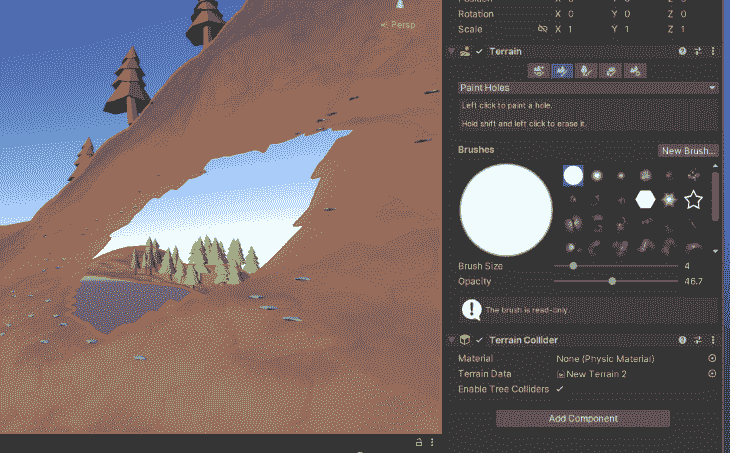 Persp
Position X 0 Y 0 Z 0
Rotation X 0 Y 0 Z 0
Scale X 1 Y 1 Z 1
Terrain
Paint Holes
Left click to paint a hole.
Hold shift and left click to erase it.
Brushes
New Brush...
Brush Size 4
Opacity 46.7
The brush is read-only.
Terrain Collider
Material None (Physic Material)
Terrain Data New Terrain 2
Enable Tree Colliders
Add Component